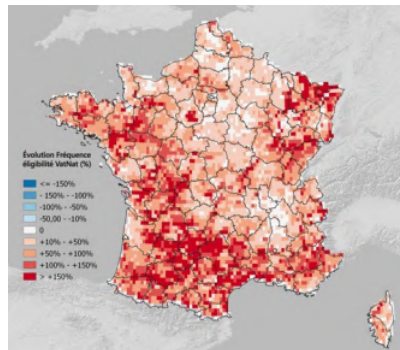 Évolution Fréquence
éligibilité VatNat (%)
<= -150%
- 150% - -100%
-100% - -50%
-50,00 - -10%
0
+10% - +50%
+50% - +100%
+100% - +150%
> +150%